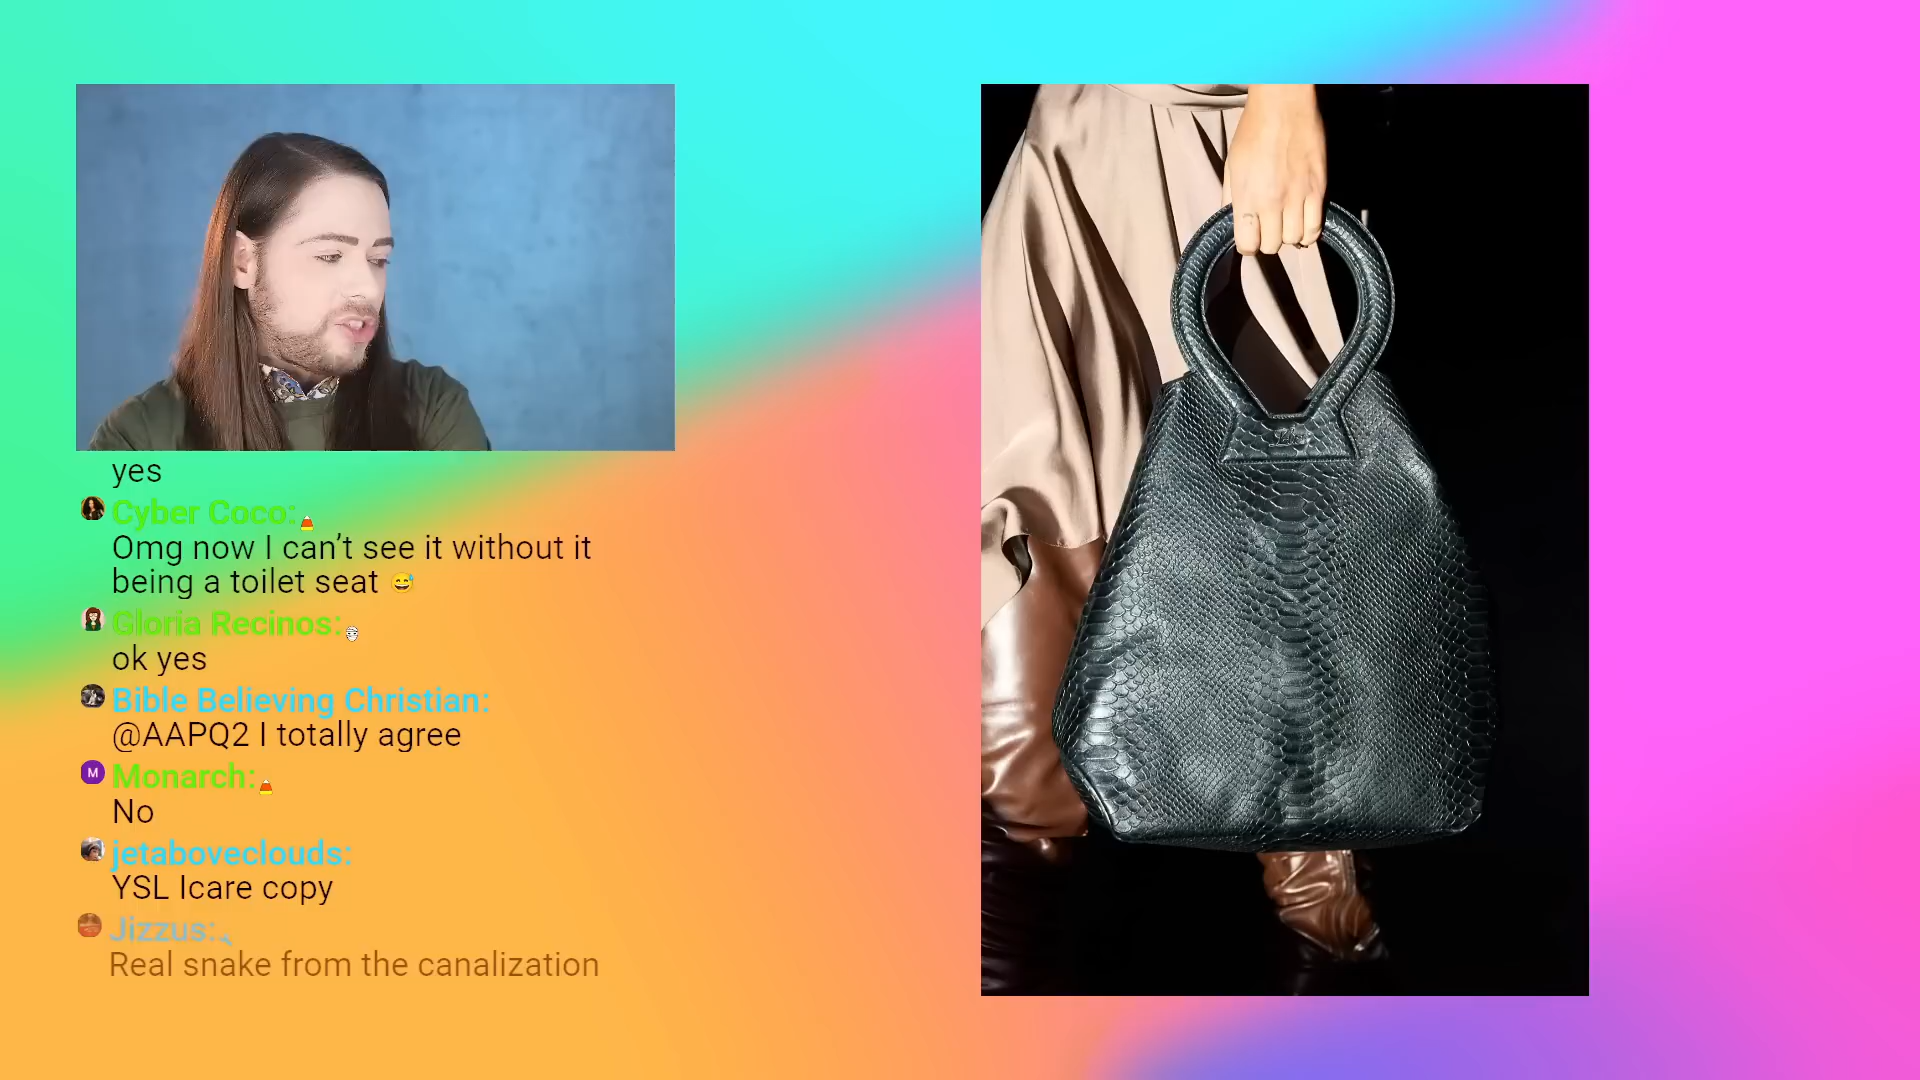 yes
Cyber Coco:
Omg now I can’t see it without it
being a toilet seat 😅
Gloria Recinos:
ok yes
Bible Believing Christian:
@AAPQ2 I totally agree
M Monarch:
No
jetaboveclouds:
YSL Icare copy
Jizzus:
Real snake from the canalization